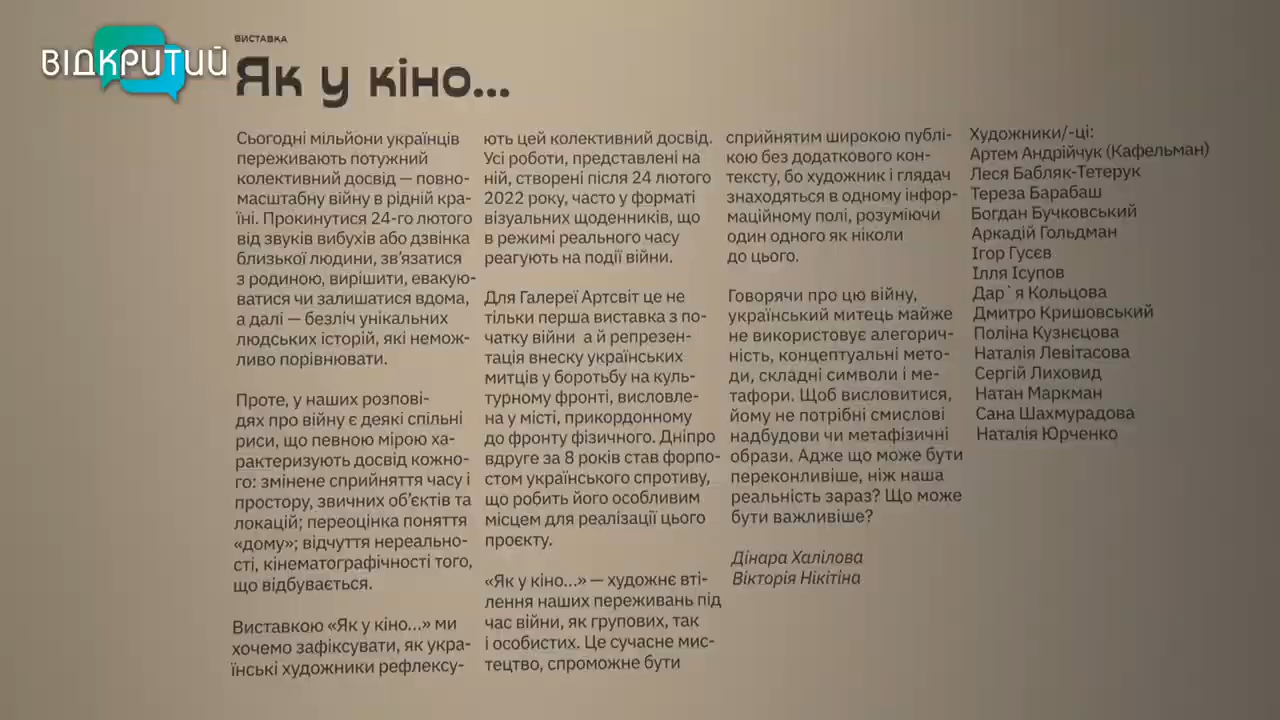 ВІДКРИТИЙ
ВИСТАВКА
Як у кіно...
Сьогодні мільйони українців
переживають потужний
колективний досвід — повно-
масштабну війну в рідній кра-
їні. Прокинутися 24-го лютого
від звуків вибухів або дзвінка
близької людини, зв’язатися
з родиною, вирішити, евакую-
ватися чи залишатися вдома,
а далі — безліч унікальних
людських історій, які немож-
ливо порівнювати.
Проте, у наших розпові-
дях про війну є деякі спільні
риси, що певною мірою ха-
рактеризують досвід кожно-
го: змінене сприйняття часу і
простору, звичних об’єктів та
локацій; переоцінка поняття
«дому»; відчуття нереально-
сті, кінематографічності того,
що відбувається.
Виставкою «Як у кіно...» ми
хочемо зафіксувати, як укра-
їнські художники рефлексу-
ють цей колективний досвід.
Усі роботи, представлені на
ній, створені після 24 лютого
2022 року, часто у форматі
візуальних щоденників, що
в режимі реального часу
реагують на події війни.
Для Галереї Артсвіт це не
тільки перша виставка з по-
чатку війни  а й репрезен-
тація внеску українських
митців у боротьбу на куль-
турному фронті, висловле-
на у місті, прикордонному
до фронту фізичного. Дніпро
вдруге за 8 років став форпо-
стом українського спротиву,
що робить його особливим
місцем для реалізації цього
проєкту.
«Як у кіно...» — художнє вті-
лення наших переживань під
час війни, як групових, так
і особистих. Це сучасне мис-
тецтво, спроможне бути
сприйнятим широкою публі-
кою без додаткового кон-
тексту, бо художник і глядач
знаходяться в одному інфор-
маційному полі, розуміючи
один одного як ніколи
до цього.
Говорячи про цю війну,
український митець майже
не використовує алегорич-
ність, концептуальні мето-
ди, складні символи і ме-
тафори. Щоб висловитися,
йому не потрібні смислові
надбудови чи метафізичні
образи. Адже що може бути
переконливіше, ніж наша
реальність зараз? Що може
бути важливіше?
Дінара Халілова
Вікторія Нікітіна
Художники/-ці:
Артем Андрійчук (Кафельман)
Леся Бабляк-Тетерук
Тереза Барабаш
Богдан Бучковський
Аркадій Гольдман
Ігор Гусєв
Ілля Ісупов
Дар`я Кольцова
Дмитро Кришовський
Поліна Кузнєцова
Наталія Левітасова
Сергій Лиховид
Натан Маркман
Сана Шахмурадова
Наталія Юрченко